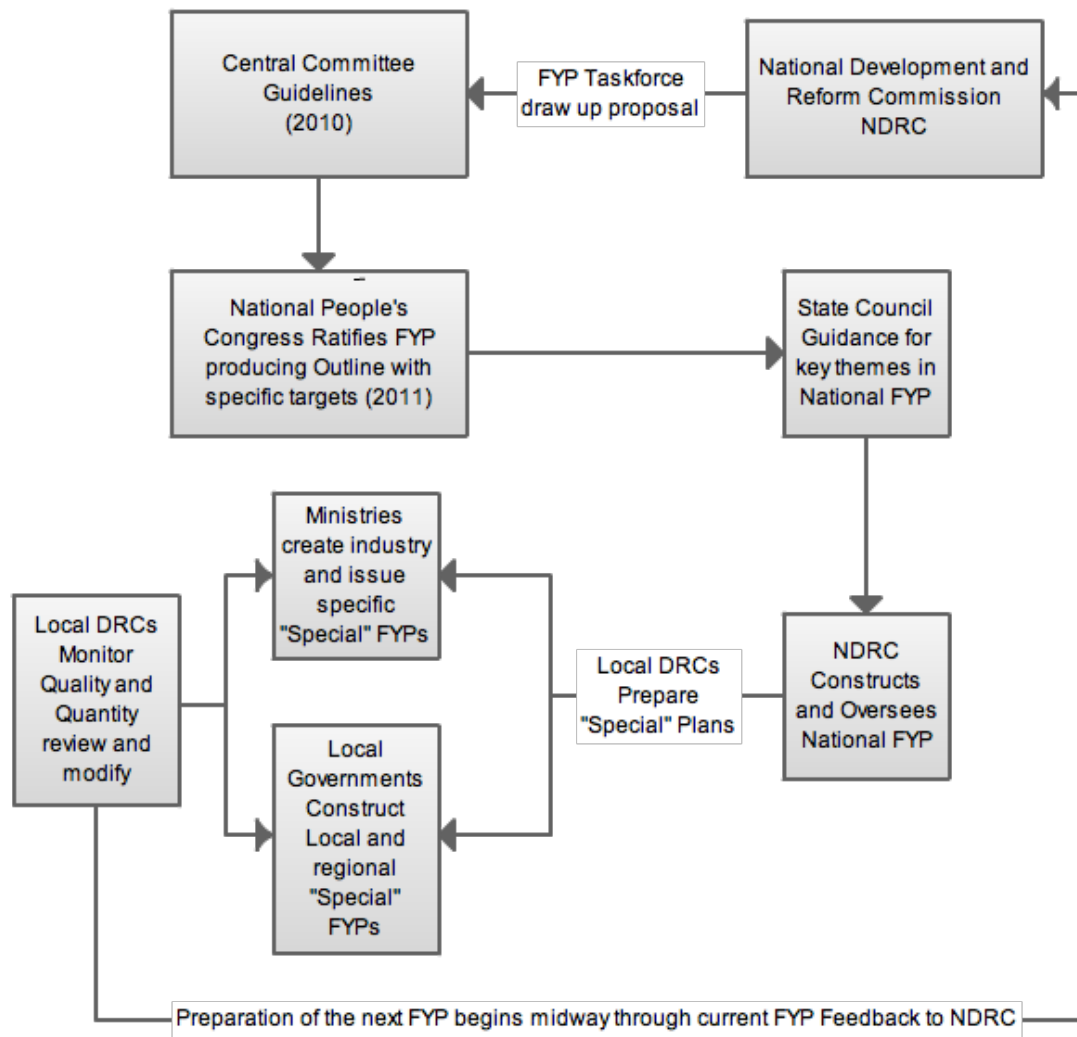 Central Committee
Guidelines
(2010)
FYP Taskforce
draw up proposal
National Development and
Reform Commission
NDRC
National People's
Congress Ratifies FYP
producing Outline with
specific targets (2011)
State Council
Guidance for
key themes in
National FYP
Ministries
create industry
and issue
specific
"Special" FYPs
Local DRCs
Monitor
Quality and
Quantity
review and
modify
Local DRCs
Prepare
"Special" Plans
NDRC
Constructs
and Oversees
National FYP
Local
Governments
Construct
Local and
regional
"Special"
FYPs
Preparation of the next FYP begins midway through current FYP Feedback to NDRC